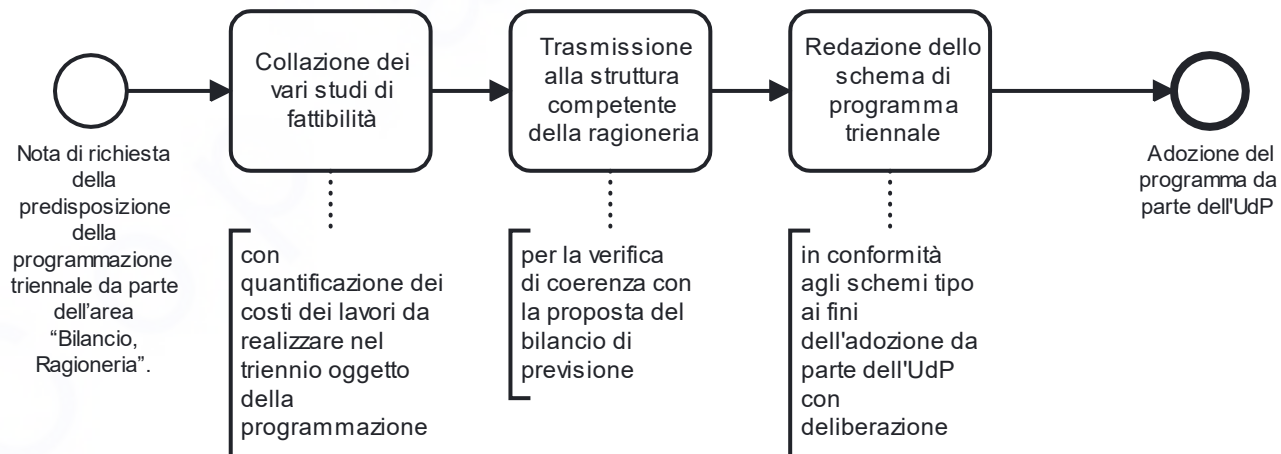 Nota di richiesta
della
predisposizione
della
programmazione
triennale da parte
dell'area
“Bilancio,
Ragioneria”.
Collazione dei
vari studi di
fattibilità
con
quantificazione dei
costi dei lavori da
realizzare nel
triennio oggetto
della
programmazione
Trasmissione
alla struttura
competente
della ragioneria
per la verifica
di coerenza con
la proposta del
bilancio di
previsione
Redazione dello
schema di
programma
triennale
in conformità
agli schemi tipo
ai fini
dell'adozione da
parte dell'UdP
con
deliberazione
Adozione del
programma da
parte dell'UdP